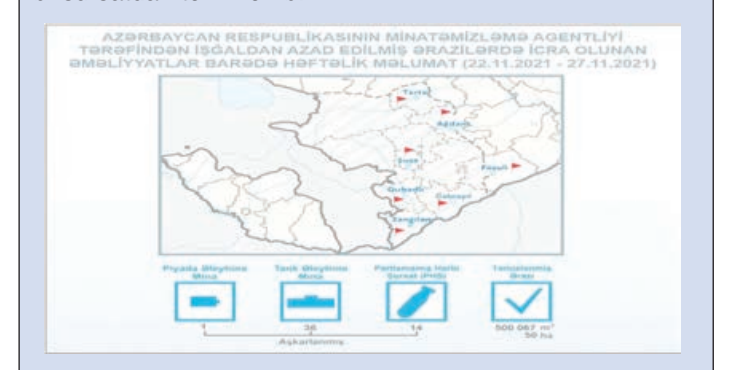 AZƏRBAYCAN RESPUBLİKASININ MİNATƏMİZLƏMƏ AGENTLİYİ
TƏRƏFİNDƏN İŞĞALDAN AZAD EDİLMİŞ ƏRAZİLƏRDƏ İCRA OLUNAN
ƏMƏLİYYATLAR BARƏDƏ HƏFTƏLİK MƏLUMAT (22.11.2021 - 27.11.2021)
Tərtər
Ağdam
Şuşa
Füzuli
Qubadlı
Cəbrayıl
Zəngilan
Piyada Əleyhinə Mina
Tank Əleyhinə Mina
Partlamamış Hərbi Sursat (PHS)
Təmizlənmiş Ərazi
1
36
14
500 067 m²
50 ha
Aşkarlanmış